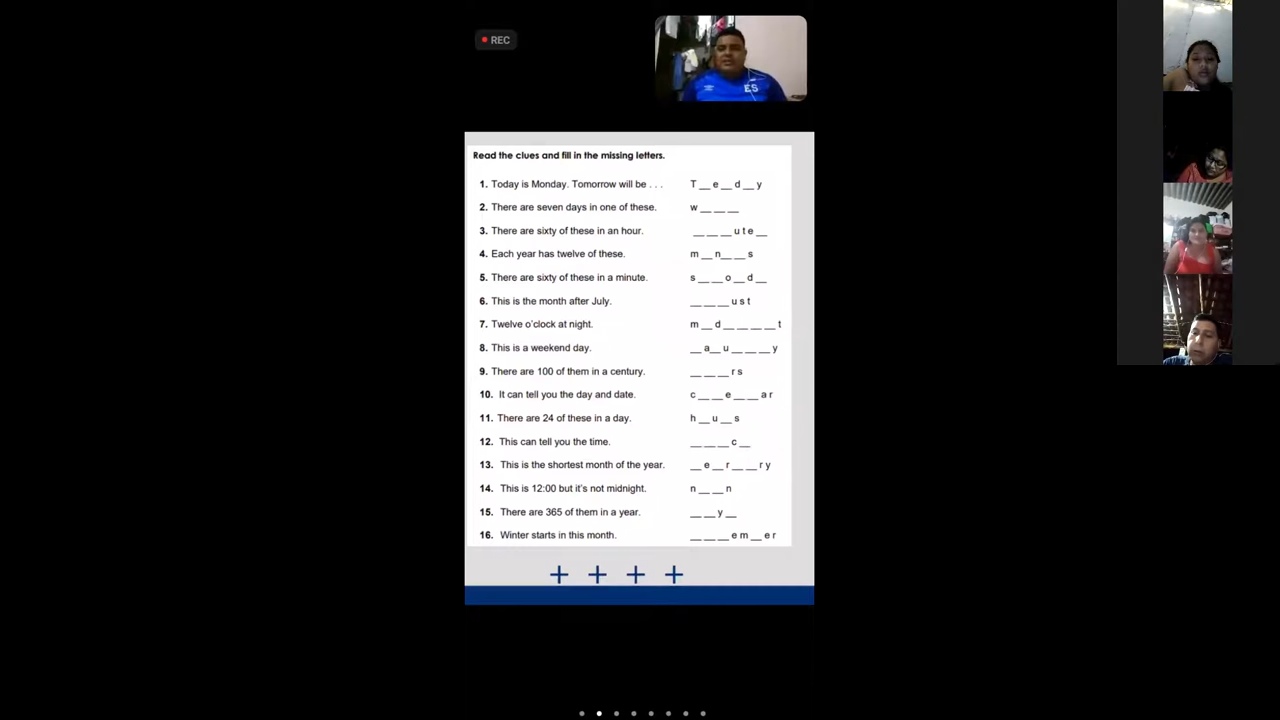 REC
ES
Read the clues and fill in the missing letters.
1. Today is Monday. Tomorrow will be . . . T __ e __ d __ y
2. There are seven days in one of these. w __ __ __
3. There are sixty of these in an hour. __ __ __ u t e __
4. Each year has twelve of these. m __ n__ __ s
5. There are sixty of these in a minute. s __ __ o __ d __
6. This is the month after July. __ __ __ u s t
7. Twelve o'clock at night. m __ d __ __ __ __ t
8. This is a weekend day. __ a__ u __ __ __ y
9. There are 100 of them in a century. __ __ __ r s
10. It can tell you the day and date. c __ __ e __ __ a r
11. There are 24 of these in a day. h __ u __ s
12. This can tell you the time. __ __ __ c __
13. This is the shortest month of the year. __ e __ r __ __ r y
14. This is 12:00 but it's not midnight. n __ __ n
15. There are 365 of them in a year. __ __ y __
16. Winter starts in this month. __ __ __ e m __ e r